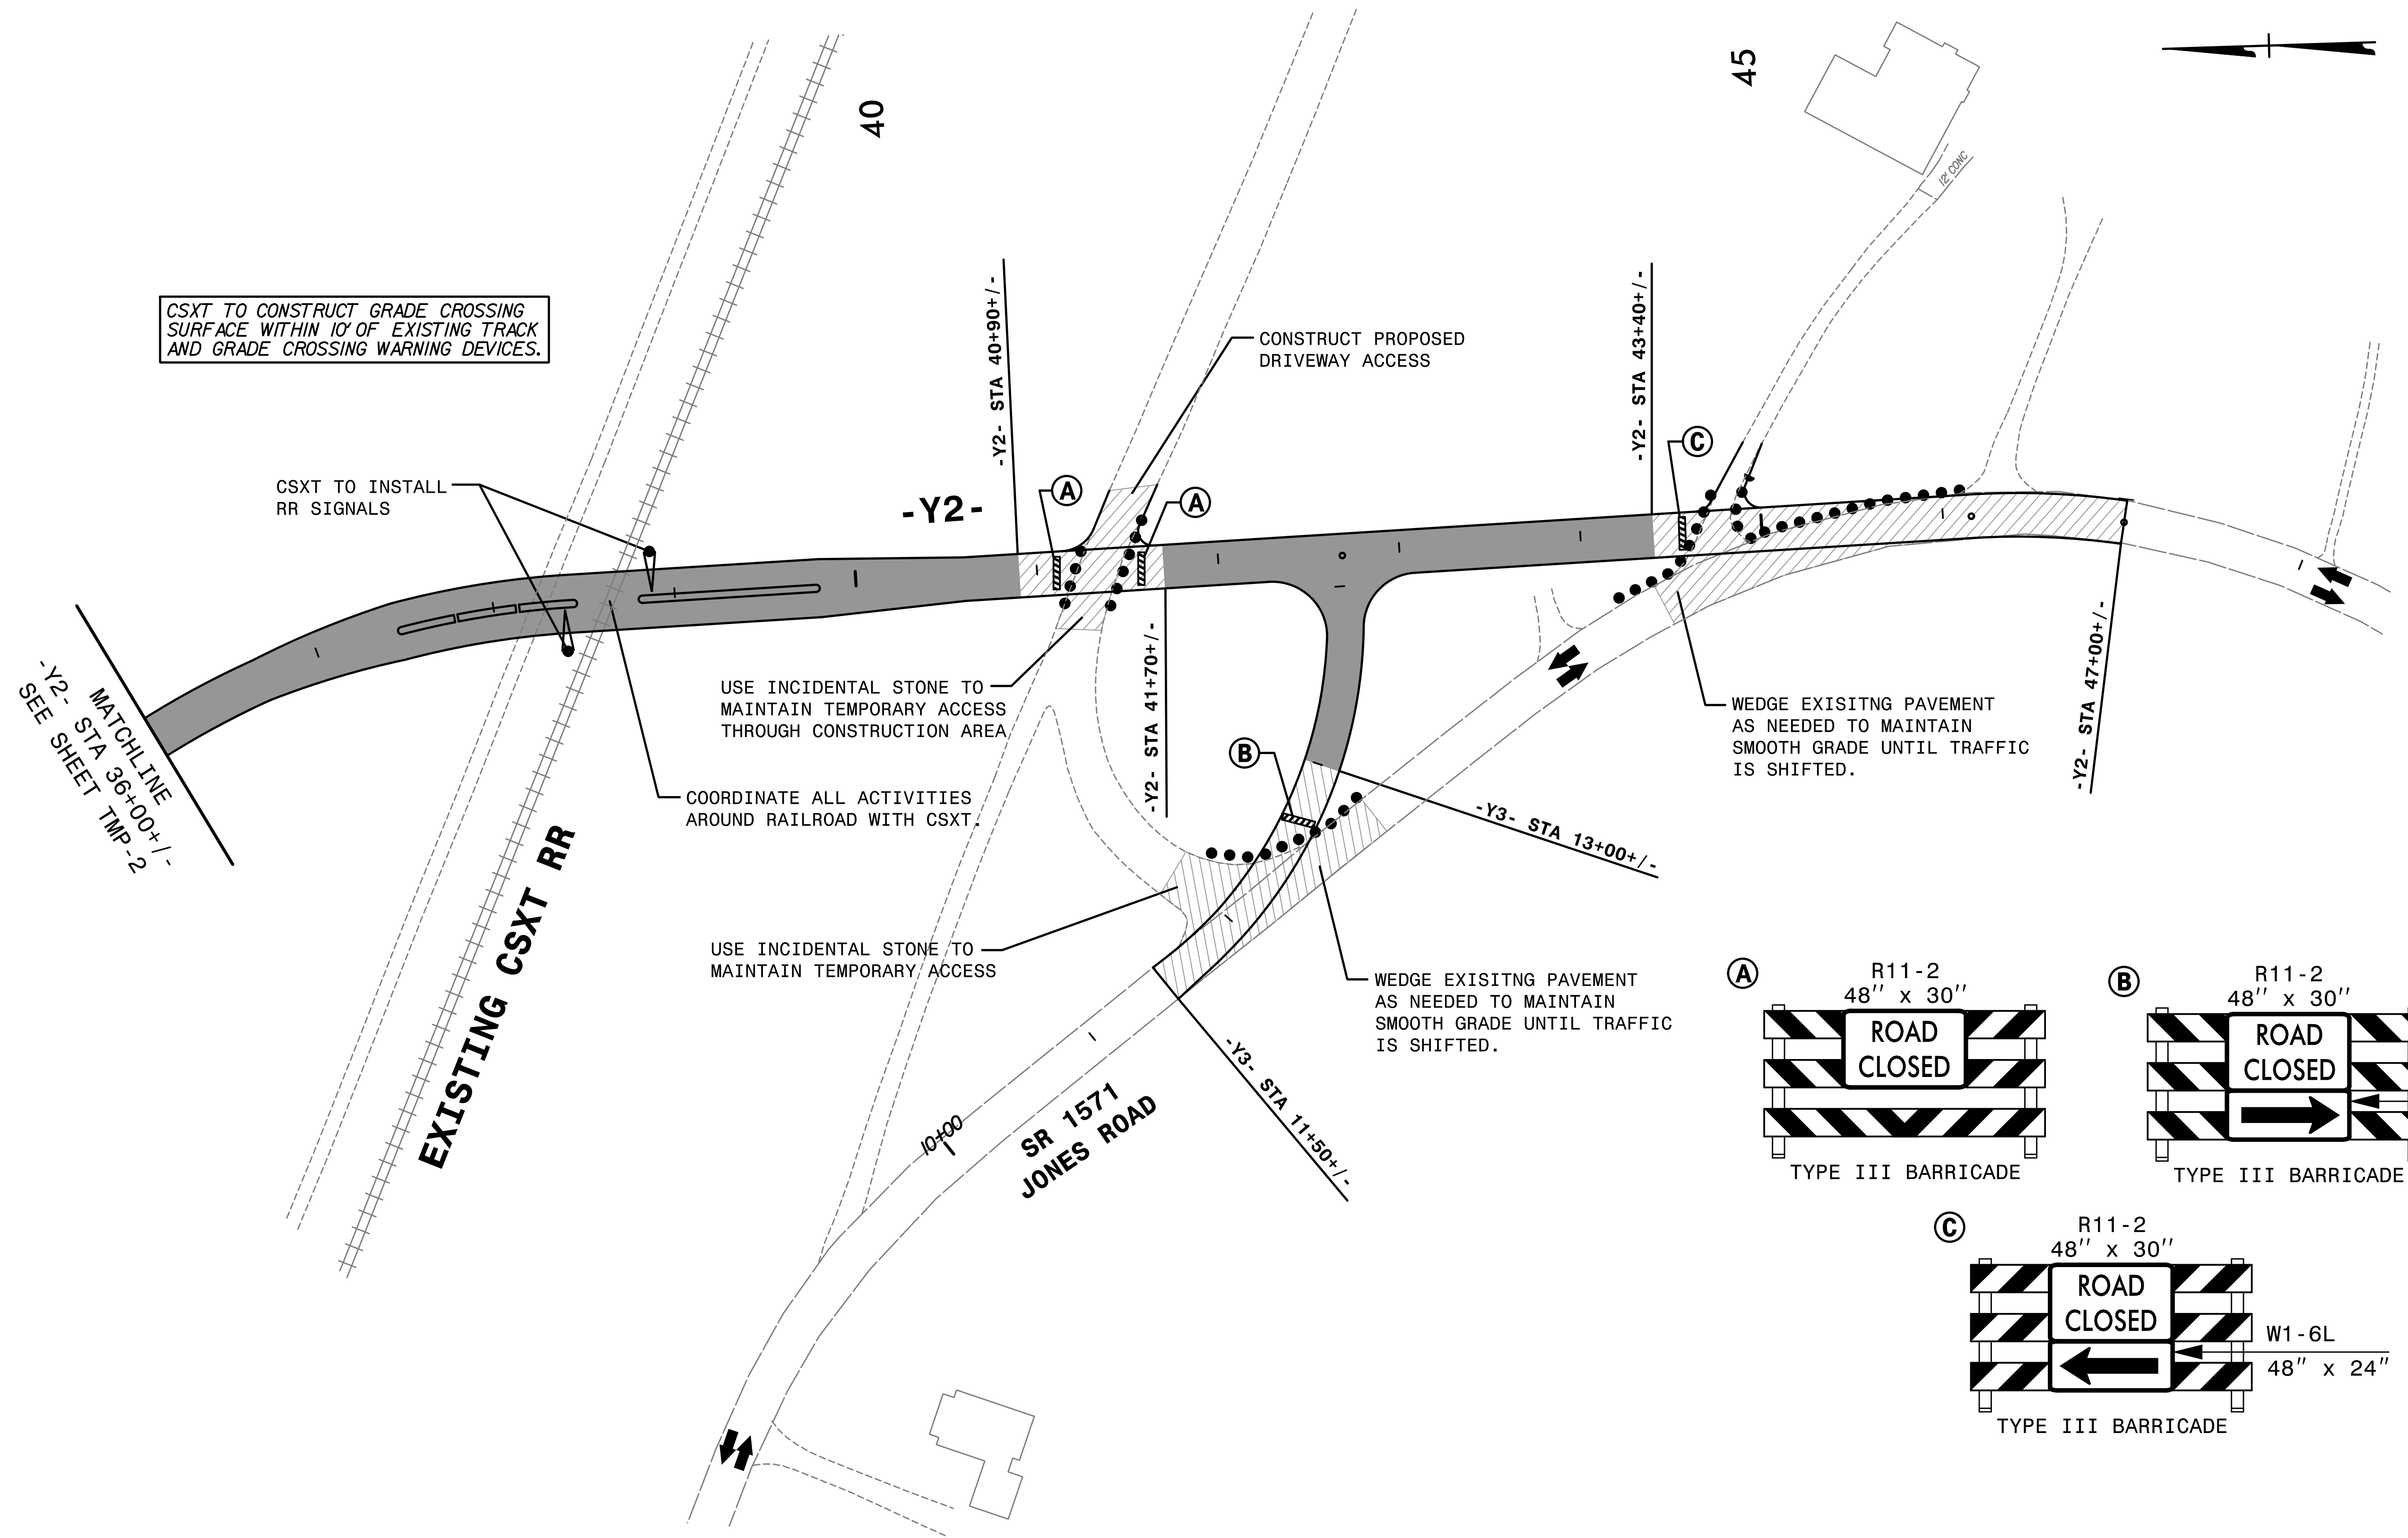 40
45
12' CONC
CSXT TO CONSTRUCT GRADE CROSSING
SURFACE WITHIN 10' OF EXISTING TRACK
AND GRADE CROSSING WARNING DEVICES.
-Y2- STA 40+90+/-
CONSTRUCT PROPOSED
DRIVEWAY ACCESS
-Y2- STA 43+40+/-
C
CSXT TO INSTALL
RR SIGNALS
-Y2-
A
A
USE INCIDENTAL STONE TO
MAINTAIN TEMPORARY ACCESS
THROUGH CONSTRUCTION AREA
-Y2- STA 41+70+/-
-Y2- STA 47+00+/-
WEDGE EXISITNG PAVEMENT
AS NEEDED TO MAINTAIN
SMOOTH GRADE UNTIL TRAFFIC
IS SHIFTED.
MATCHLINE
-Y2- STA 36+00+/-
SEE SHEET TMP-2
B
COORDINATE ALL ACTIVITIES
AROUND RAILROAD WITH CSXT.
-Y3- STA 13+00+/-
EXISTING CSXT RR
USE INCIDENTAL STONE TO
MAINTAIN TEMPORARY ACCESS
WEDGE EXISITNG PAVEMENT
AS NEEDED TO MAINTAIN
SMOOTH GRADE UNTIL TRAFFIC
IS SHIFTED.
10+00
SR 1571
JONES ROAD
-Y3- STA 11+50+/-
A
R11-2
48" x 30"
ROAD
CLOSED
TYPE III BARRICADE
B
R11-2
48" x 30"
ROAD
CLOSED
TYPE III BARRICADE
C
R11-2
48" x 30"
ROAD
CLOSED
W1-6L
48" x 24"
TYPE III BARRICADE